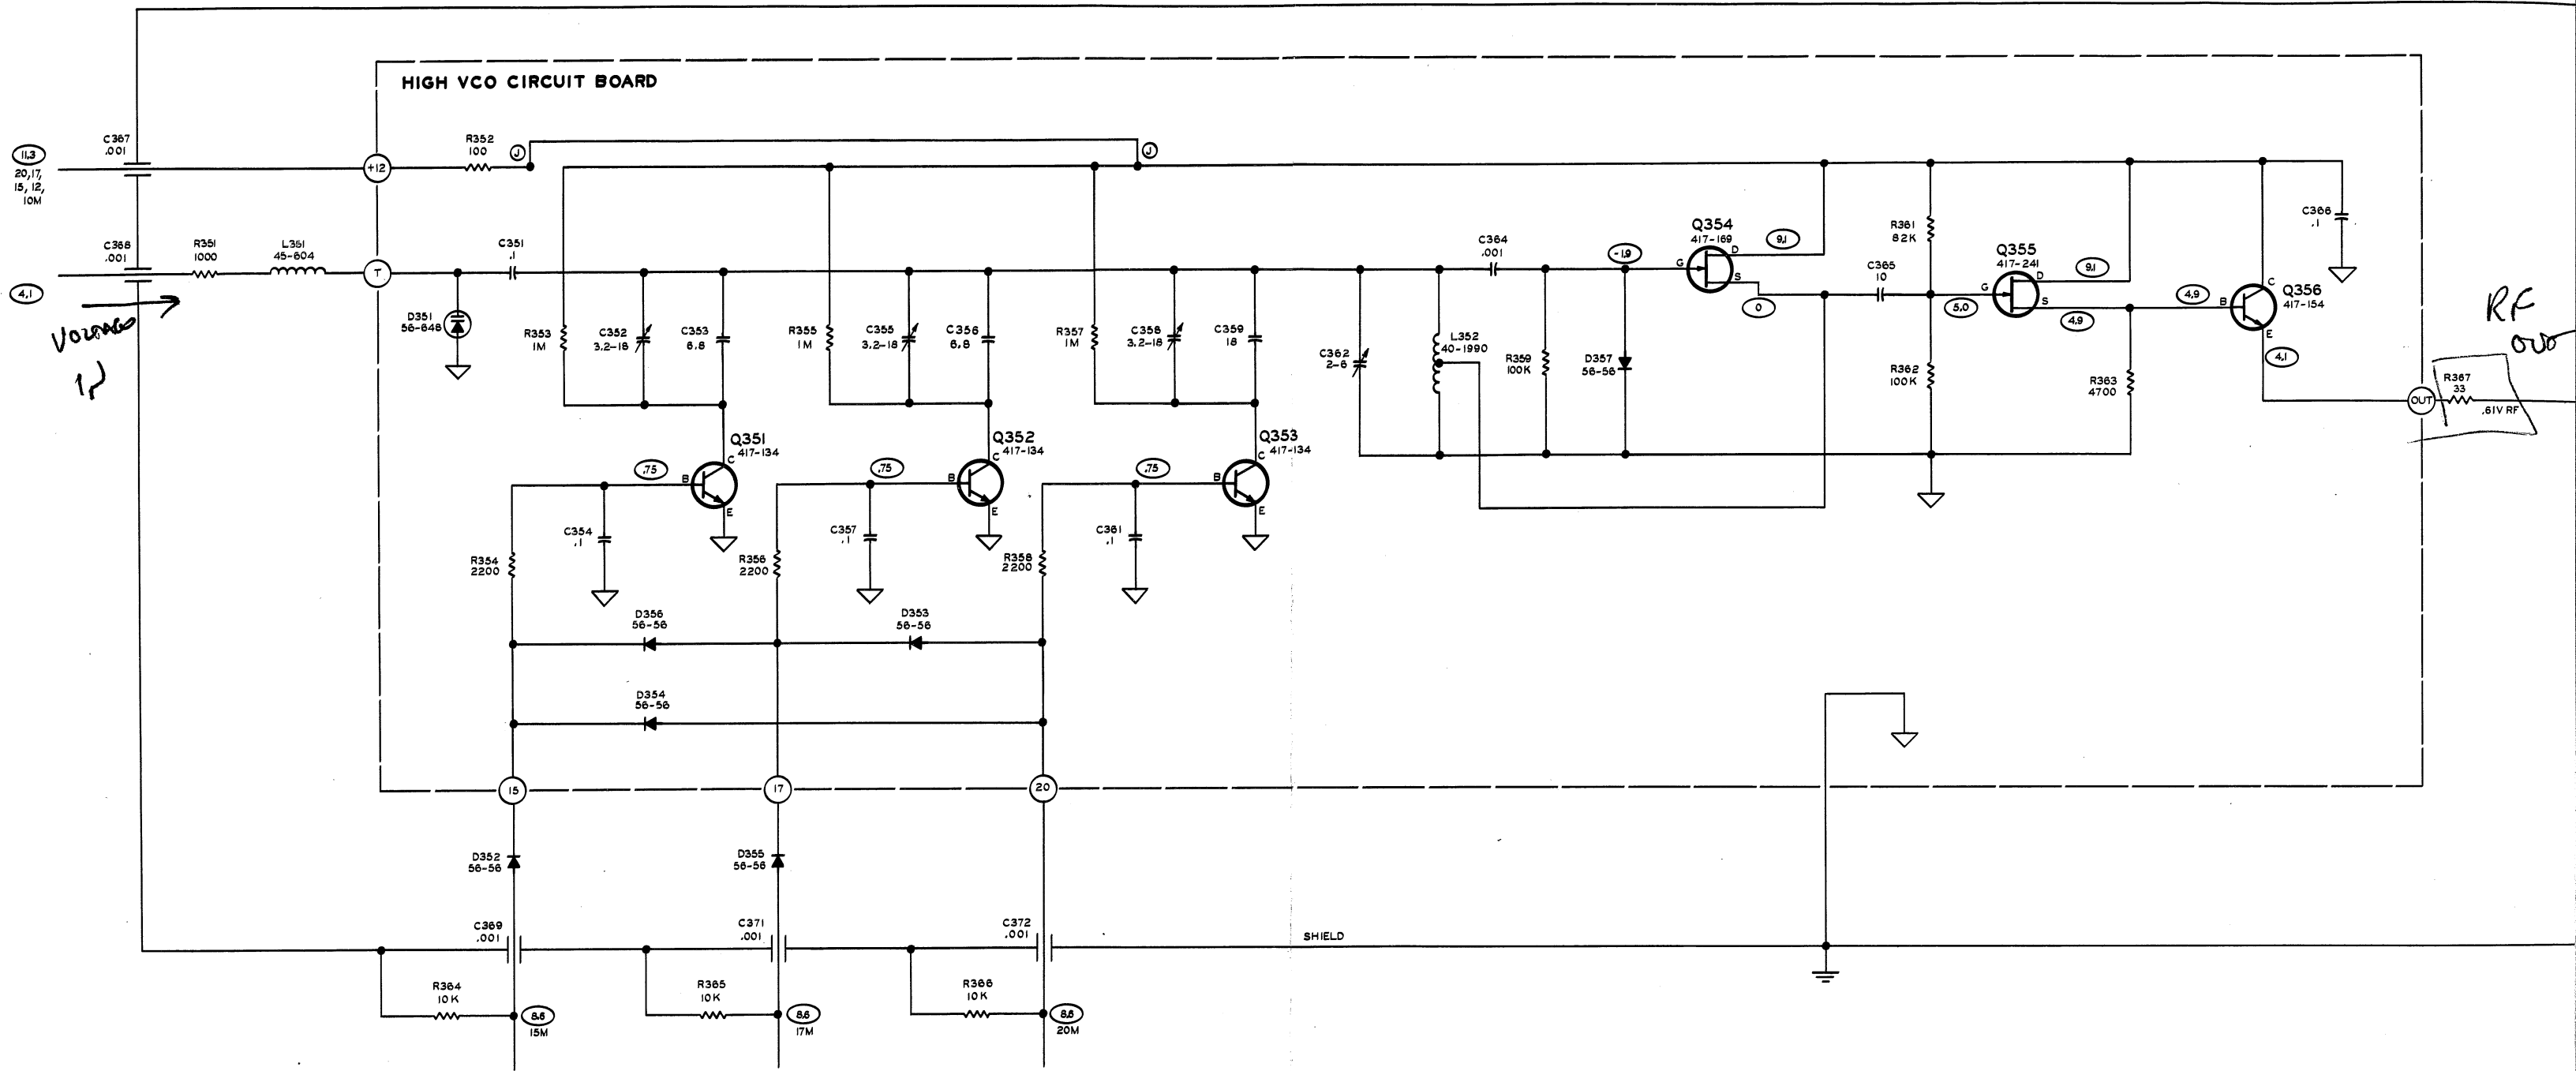 HIGH VCO CIRCUIT BOARD
C367
.001
R352
100
J
J
+12
11.3
20,17,
15, 12,
10M
C368
.001
R351
1000
L351
45-604
T
C351
.1
4.1
VOLTAGE
IN
D351
56-648
R353
1M
C352
3.2-18
C353
6.8
R355
1M
C355
3.2-18
C356
6.8
R357
1M
C358
3.2-18
C359
18
C362
2-6
L352
40-1990
C364
.001
R359
100K
D357
56-56
-1.9
Q354
417-169
G
D
S
9.1
0
R361
82K
C365
10
R362
100K
5.0
Q355
417-241
G
D
S
9.1
4.9
R363
4700
4.9
Q356
417-154
B
C
E
4.1
C366
.1
OUT
R367
33
.61V RF
RF
OUT
Q351
417-134
.75
B
C
E
C354
.1
R354
2200
Q352
417-134
.75
B
C
E
C357
.1
R356
2200
Q353
417-134
.75
B
C
E
C361
.1
R358
2200
D356
56-56
D353
56-56
D354
56-56
15
17
20
D352
56-56
D355
56-56
C369
.001
C371
.001
C372
.001
SHIELD
R364
10K
8.6
15M
R365
10K
8.6
17M
R366
10K
8.6
20M